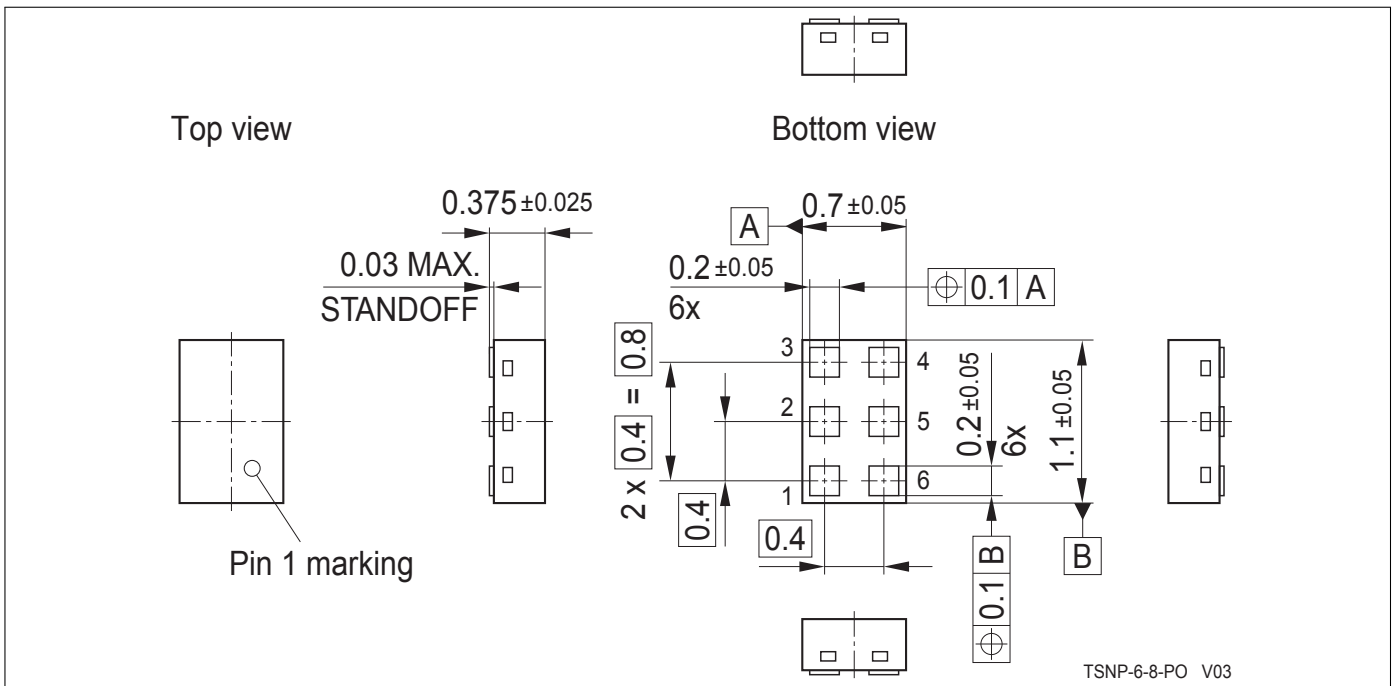 Top view
Bottom view
0.375 ±0.025
0.7 ±0.05
A
0.03 MAX.
STANDOFF
0.2 ±0.05
6x
⌖ 0.1 A
3
4
2
5
1
6
2 x 0.4 = 0.8
0.4
0.4
0.2 ±0.05
6x
1.1 ±0.05
⌖ 0.1 B
B
Pin 1 marking
TSNP-6-8-PO V03